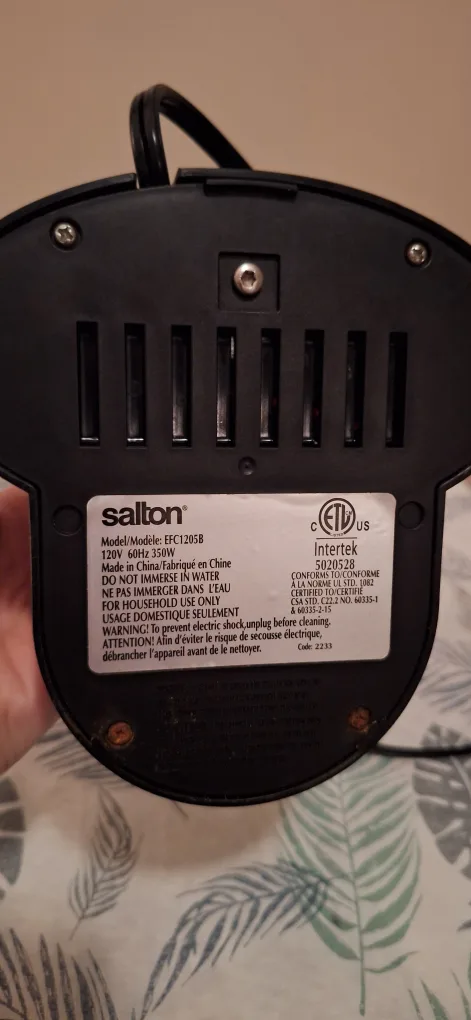 salton®
Model/Modèle: EFC1205B
120V 60Hz 350W
Made in China/Fabriqué en Chine
DO NOT IMMERSE IN WATER
NE PAS IMMERGER DANS L'EAU
FOR HOUSEHOLD USE ONLY
USAGE DOMESTIQUE SEULEMENT
WARNING! To prevent electric shock,unplug before cleaning.
ATTENTION! Afin d'éviter le risque de secousse électrique,
débrancher l'appareil avant de le nettoyer.
C ETL US
LISTED
Intertek
5020528
CONFORMS TO/CONFORME
A LA NORME UL STD. 1082
CERTIFIED TO/CERTIFIÉ
CSA STD. C22.2 NO. 60335-1
& 60335-2-15
Code: 2233